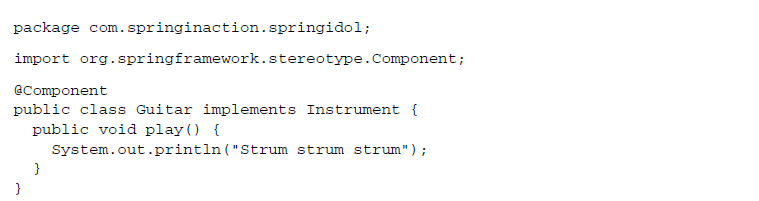 package com.springinaction.springidol;
import org.springframework.stereotype.Component;
@Component
public class Guitar implements Instrument {
  public void play() {
    System.out.println("Strum strum strum");
  }
}